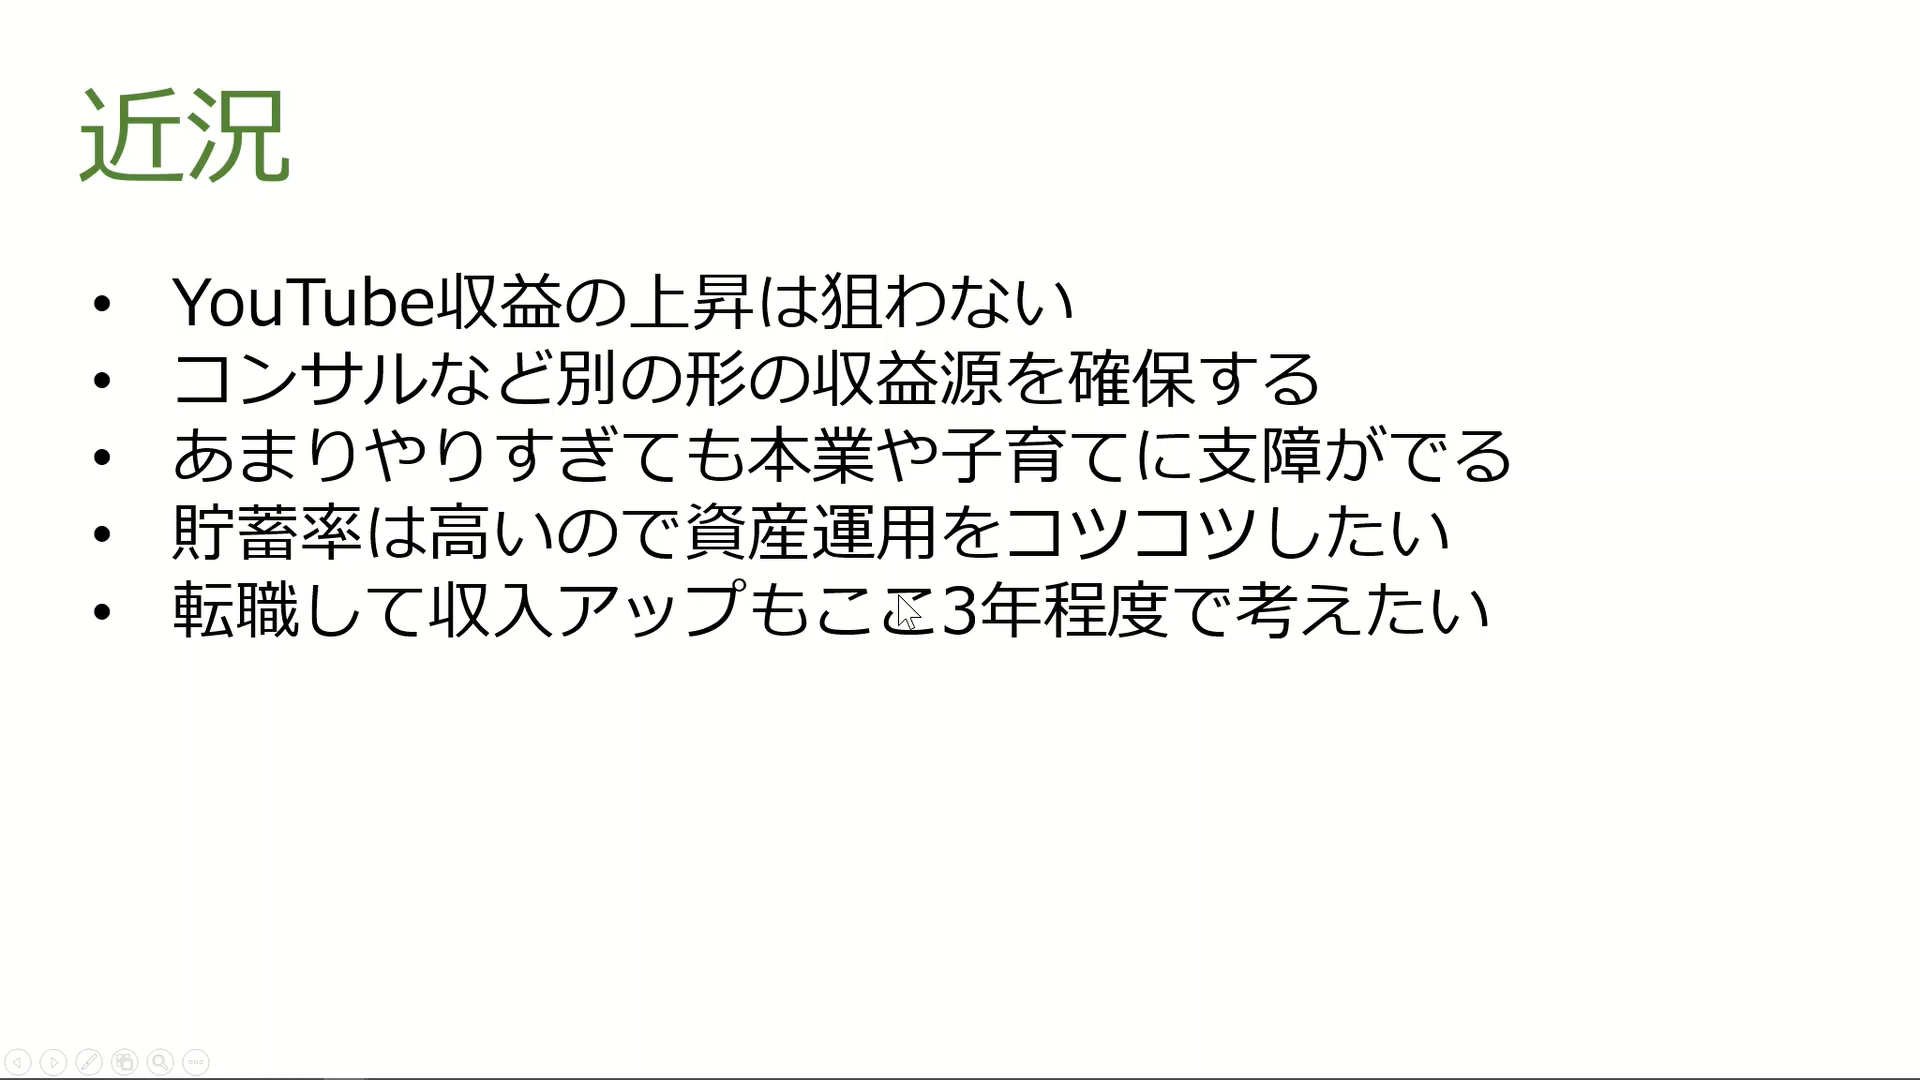 近況
• YouTube収益の上昇は狙わない
• コンサルなど別の形の収益源を確保する
• あまりやりすぎても本業や子育てに支障がでる
• 貯蓄率は高いので資産運用をコツコツしたい
• 転職して収入アップもここ3年程度で考えたい